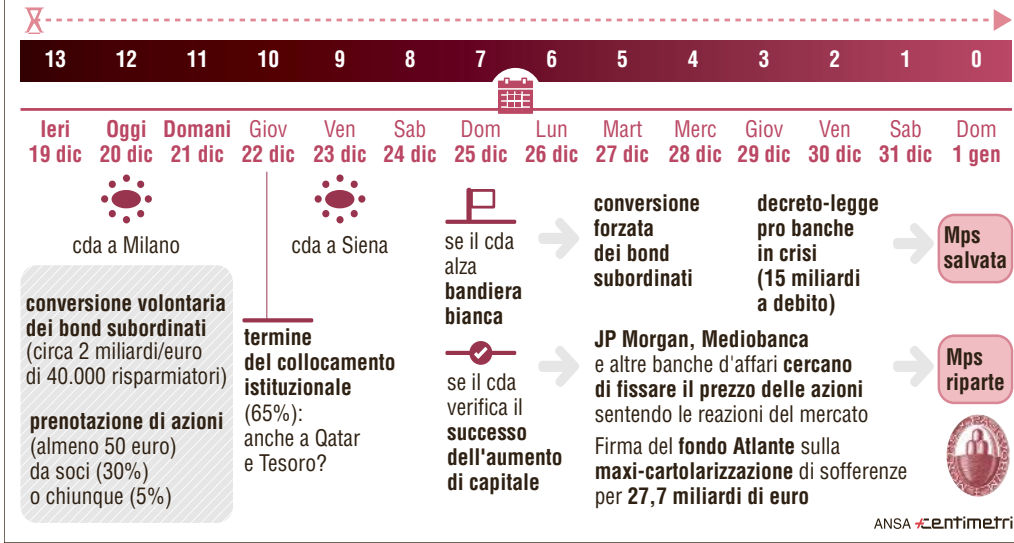 13 12 11 10 9 8 7 6 5 4 3 2 1 0
Ieri Oggi Domani Giov Ven Sab Dom Lun Mart Merc Giov Ven Sab Dom
19 dic 20 dic 21 dic 22 dic 23 dic 24 dic 25 dic 26 dic 27 dic 28 dic 29 dic 30 dic 31 dic 1 gen
cda a Milano
conversione volontaria
dei bond subordinati
(circa 2 miliardi/euro
di 40.000 risparmiatori)
prenotazione di azioni
(almeno 50 euro)
da soci (30%)
o chiunque (5%)
termine
del collocamento
istituzionale
(65%):
anche a Qatar
e Tesoro?
cda a Siena
se il cda
alza
bandiera
bianca
conversione
forzata
dei bond
subordinati
decreto-legge
pro banche
in crisi
(15 miliardi
a debito)
Mps
salvata
se il cda
verifica il
successo
dell'aumento
di capitale
JP Morgan, Mediobanca
e altre banche d'affari cercano
di fissare il prezzo delle azioni
sentendo le reazioni del mercato
Firma del fondo Atlante sulla
maxi-cartolarizzazione di sofferenze
per 27,7 miliardi di euro
Mps
riparte
ANSA centimetri